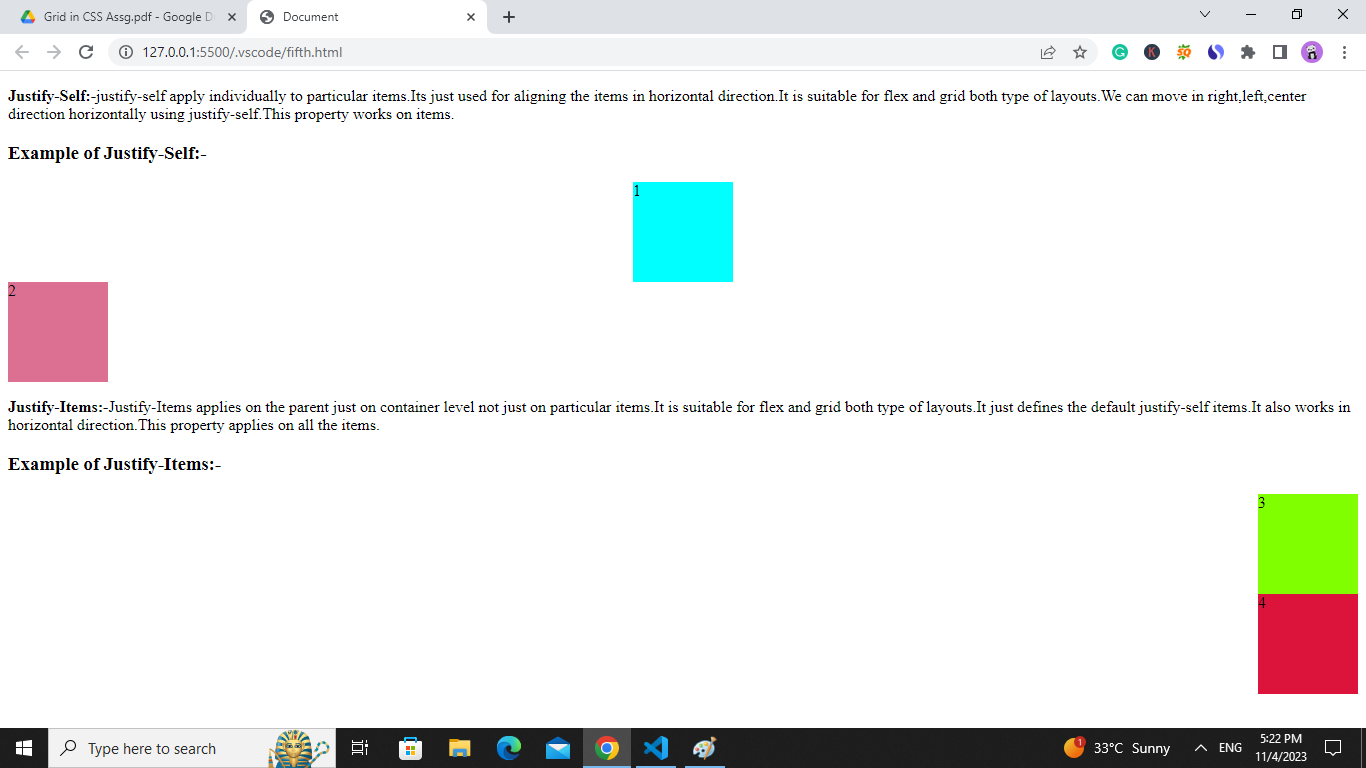 Grid in CSS Assg.pdf - Google D
Document
127.0.0.1:5500/.vscode/fifth.html
Justify-Self:-justify-self apply individually to particular items.Its just used for aligning the items in horizontal direction.It is suitable for flex and grid both type of layouts.We can move in right,left,center
direction horizontally using justify-self.This property works on items.
Example of Justify-Self:-
1
2
Justify-Items:-Justify-Items applies on the parent just on container level not just on particular items.It is suitable for flex and grid both type of layouts.It just defines the default justify-self items.It also works in
horizontal direction.This property applies on all the items.
Example of Justify-Items:-
3
4
Type here to search
1
33°C Sunny
ENG
5:22 PM
11/4/2023